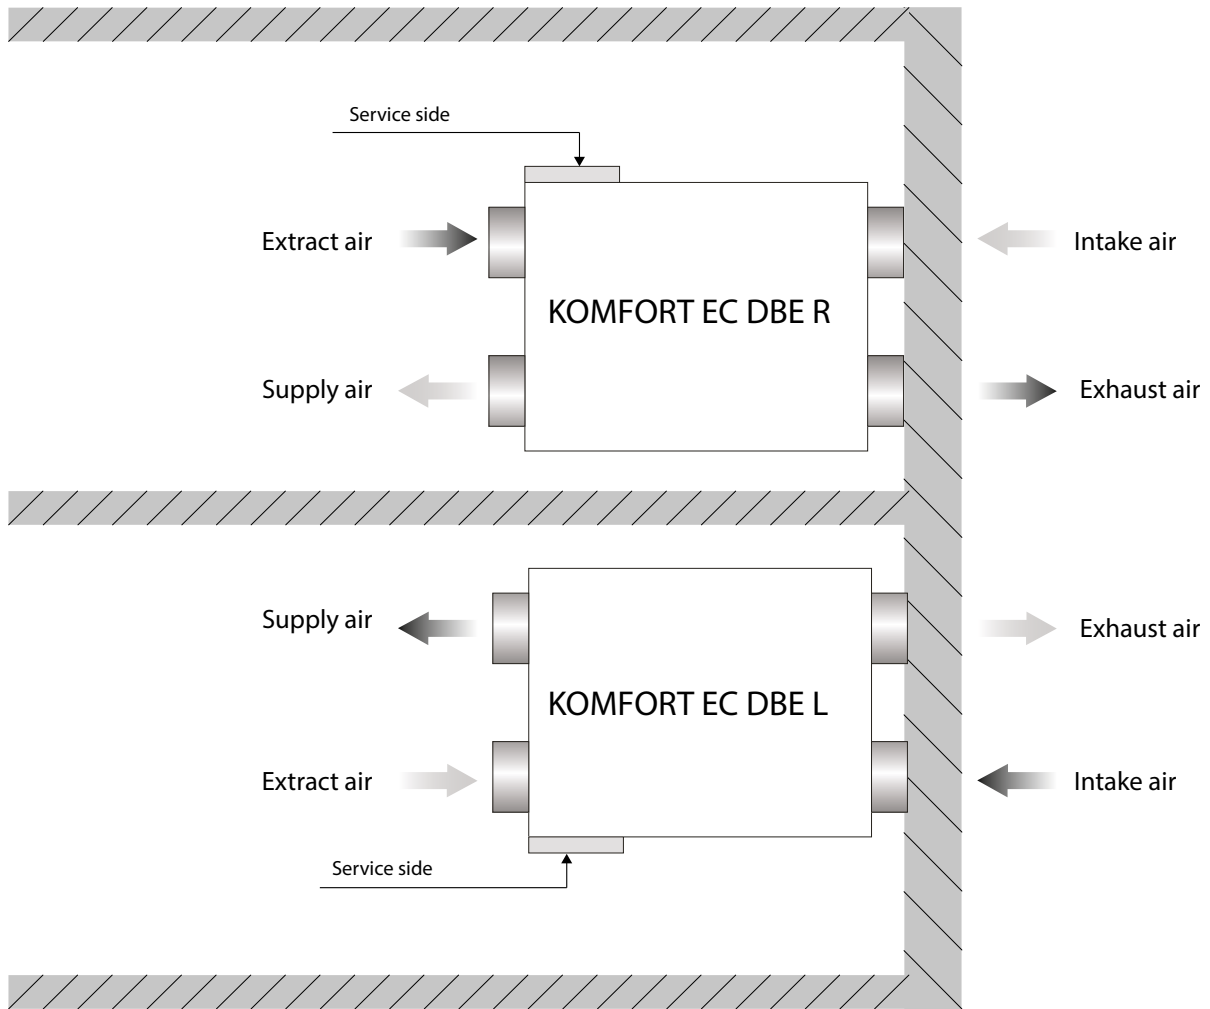 Service side
Extract air
Intake air
KOMFORT EC DBE R
Supply air
Exhaust air
Supply air
Exhaust air
KOMFORT EC DBE L
Extract air
Intake air
Service side